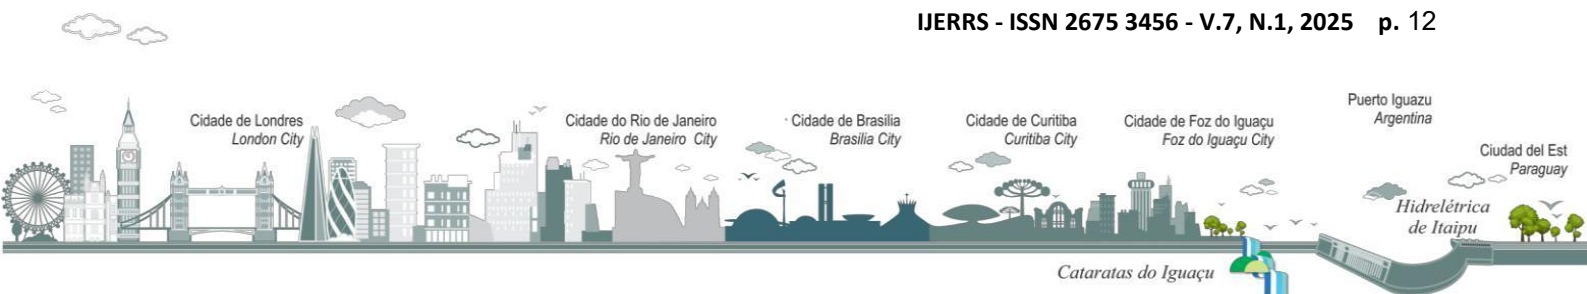 IJERRS - ISSN 2675 3456 - V.7, N.1, 2025 p. 12
Cidade de Londres
London City
Cidade do Rio de Janeiro
Rio de Janeiro City
Cidade de Brasilia
Brasilia City
Cidade de Curitiba
Curitiba City
Cidade de Foz do Iguaçu
Foz do Iguaçu City
Puerto Iguazu
Argentina
Ciudad del Est
Paraguay
Hidrelétrica
de Itaipu
Cataratas do Iguaçu